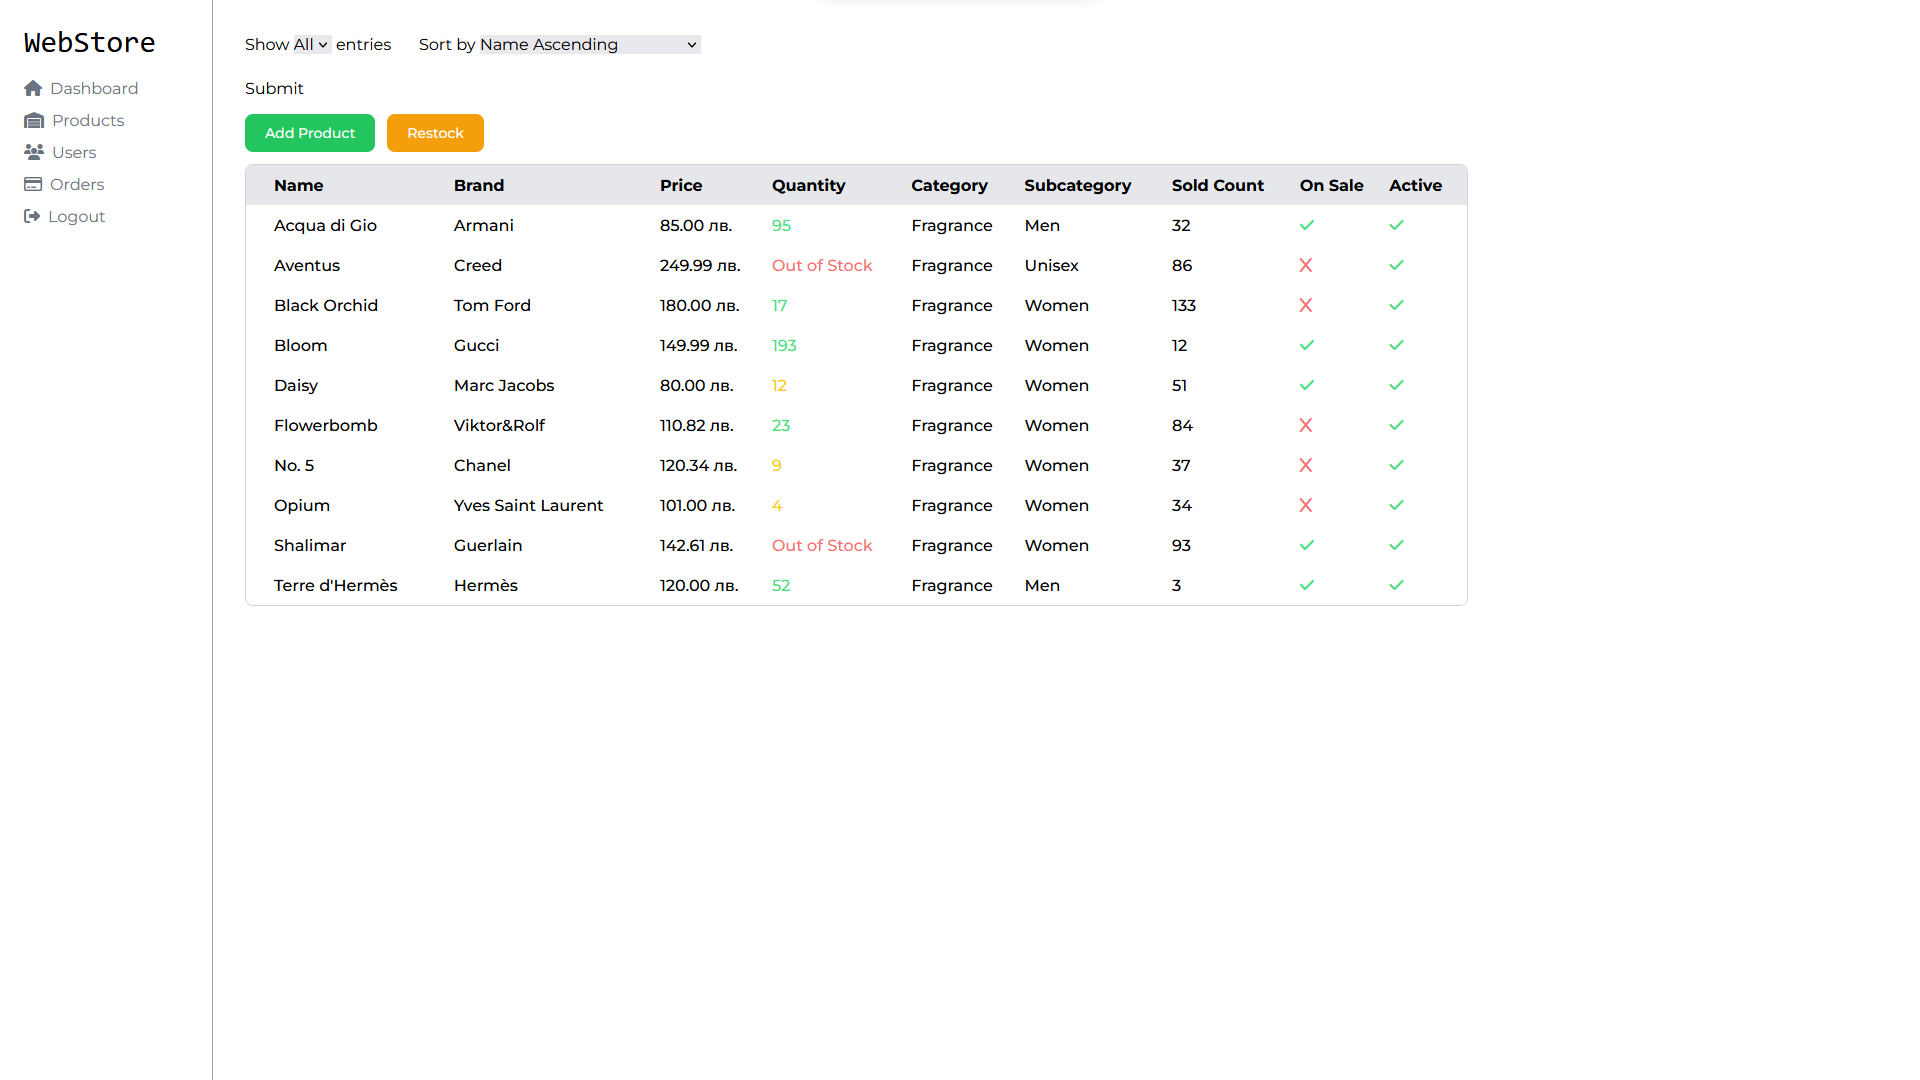 WebStore
Dashboard
Products
Users
Orders
Logout
Show All entries Sort by Name Ascending
Submit
Add Product Restock
Name Brand Price Quantity Category Subcategory Sold Count On Sale Active
Acqua di Gio Armani 85.00 лв. 95 Fragrance Men 32
Aventus Creed 249.99 лв. Out of Stock Fragrance Unisex 86
Black Orchid Tom Ford 180.00 лв. 17 Fragrance Women 133
Bloom Gucci 149.99 лв. 193 Fragrance Women 12
Daisy Marc Jacobs 80.00 лв. 12 Fragrance Women 51
Flowerbomb Viktor&Rolf 110.82 лв. 23 Fragrance Women 84
No. 5 Chanel 120.34 лв. 9 Fragrance Women 37
Opium Yves Saint Laurent 101.00 лв. 4 Fragrance Women 34
Shalimar Guerlain 142.61 лв. Out of Stock Fragrance Women 93
Terre d'Hermès Hermès 120.00 лв. 52 Fragrance Men 3